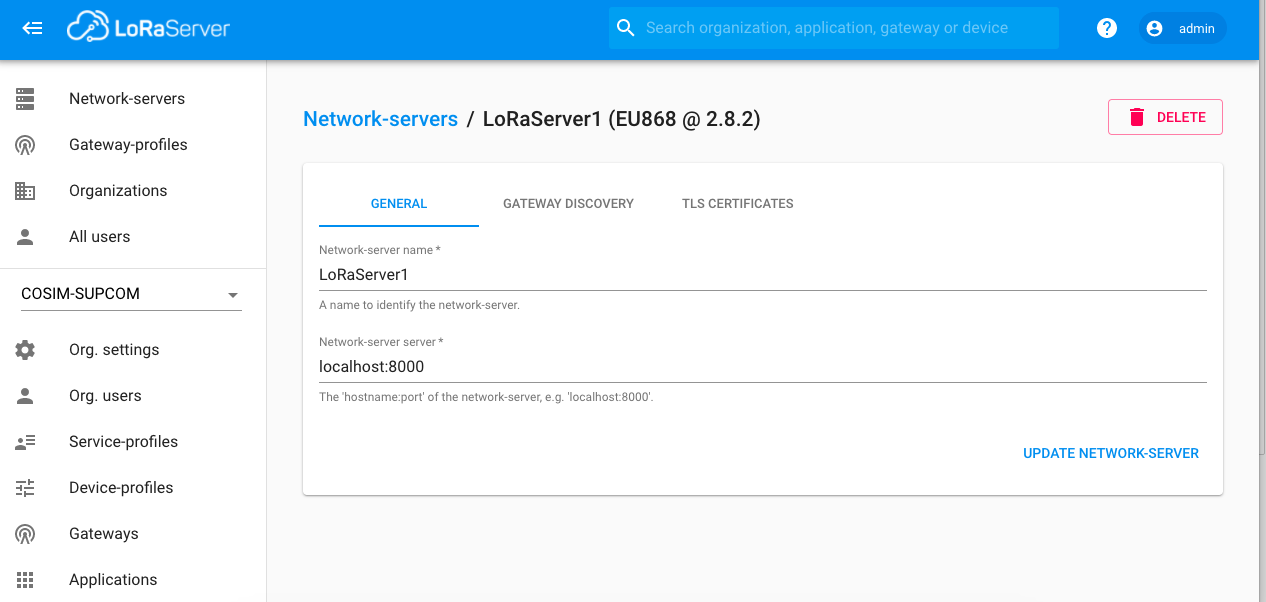 LoRaServer
Search organization, application, gateway or device
? admin
Network-servers
Gateway-profiles
Organizations
All users
COSIM-SUPCOM
Org. settings
Org. users
Service-profiles
Device-profiles
Gateways
Applications
Network-servers / LoRaServer1 (EU868 @ 2.8.2)
DELETE
GENERAL GATEWAY DISCOVERY TLS CERTIFICATES
Network-server name *
LoRaServer1
A name to identify the network-server.
Network-server server *
localhost:8000
The 'hostname:port' of the network-server, e.g. 'localhost:8000'.
UPDATE NETWORK-SERVER